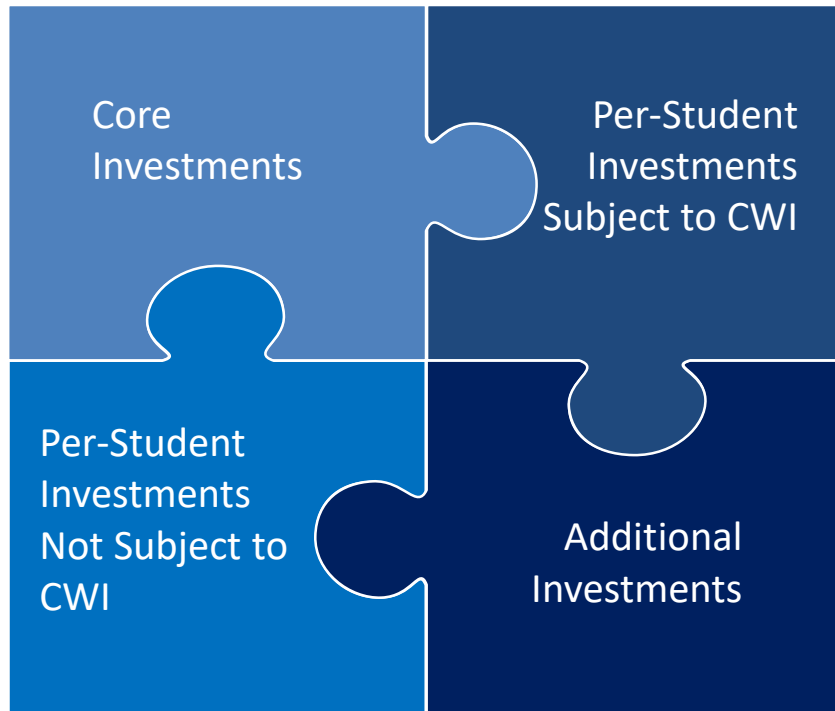 Core
Investments
Per-Student
Investments
Subject to CWI
Per-Student
Investments
Not Subject to
CWI
Additional
Investments